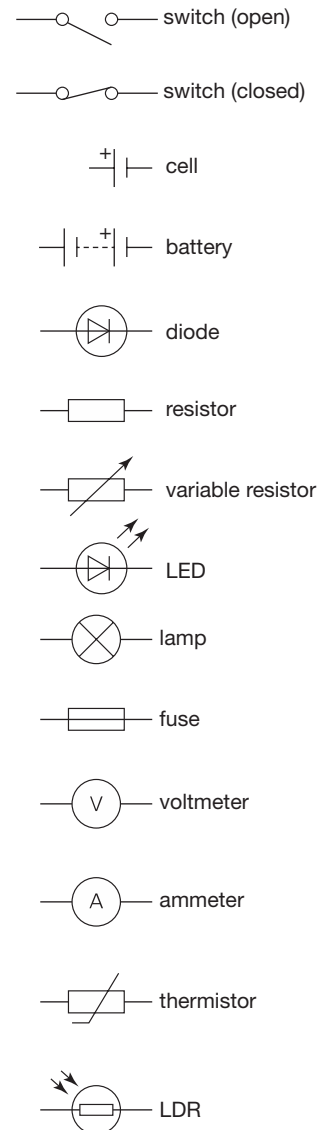 switch (open)
switch (closed)
+
cell
+
battery
diode
resistor
variable resistor
LED
lamp
fuse
V
voltmeter
A
ammeter
thermistor
LDR